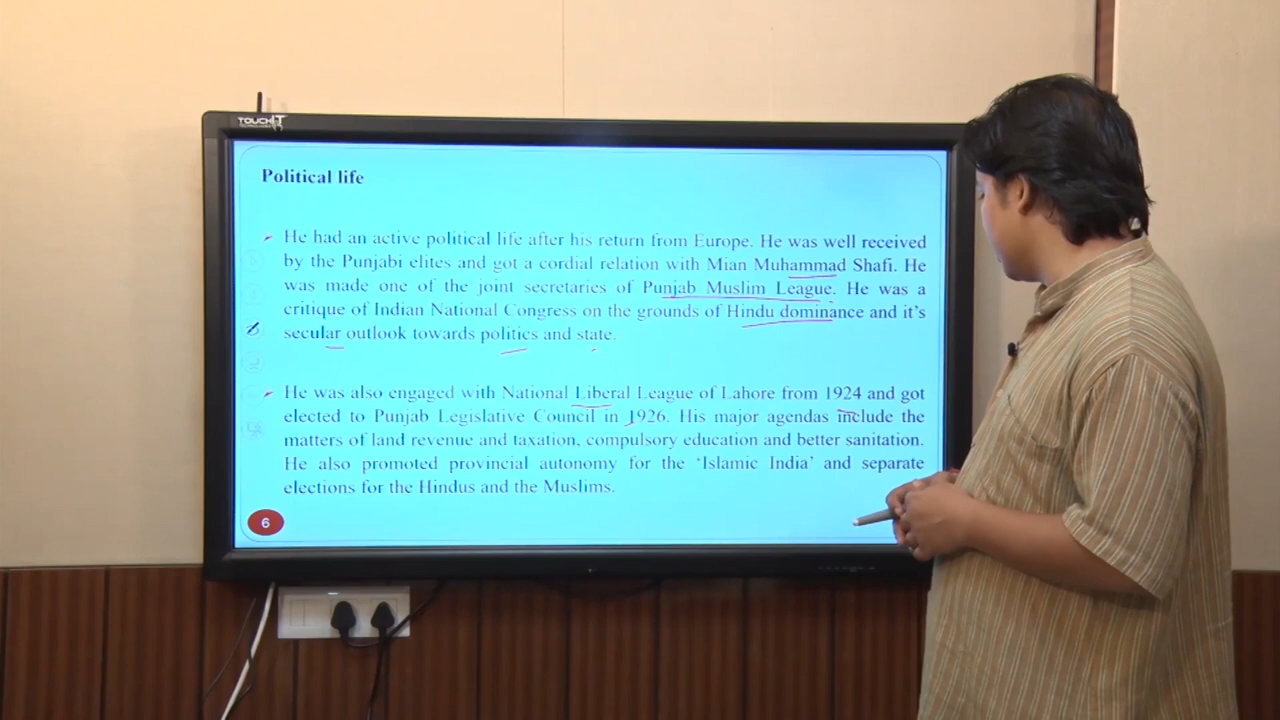 TOUCHIT
TECHNOLOGIES
Political life
➢ He had an active political life after his return from Europe. He was well received
by the Punjabi elites and got a cordial relation with Mian Muhammad Shafi. He
was made one of the joint secretaries of Punjab Muslim League. He was a
critique of Indian National Congress on the grounds of Hindu dominance and it's
secular outlook towards politics and state.
➢ He was also engaged with National Liberal League of Lahore from 1924 and got
elected to Punjab Legislative Council in 1926. His major agendas include the
matters of land revenue and taxation, compulsory education and better sanitation.
He also promoted provincial autonomy for the 'Islamic India' and separate
elections for the Hindus and the Muslims.
6